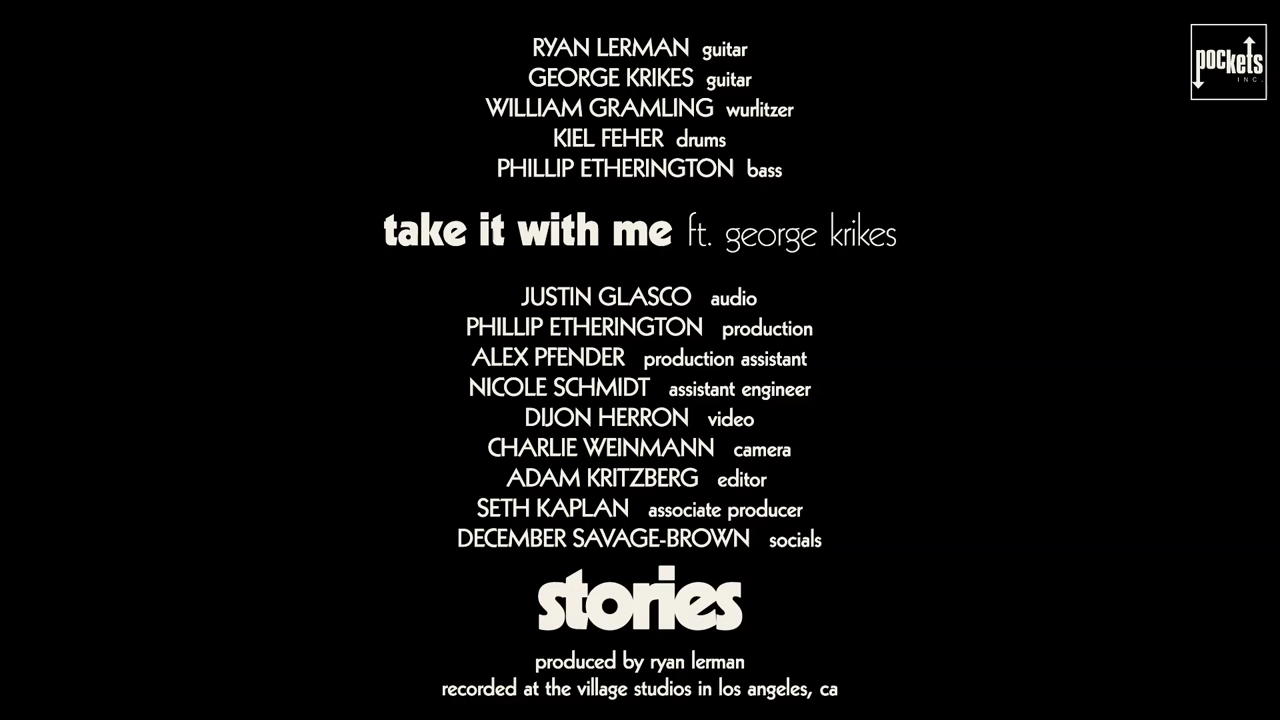 RYAN LERMAN guitar
GEORGE KRIKES guitar
WILLIAM GRAMLING wurlitzer
KIEL FEHER drums
PHILLIP ETHERINGTON bass
take it with me ft. george krikes
JUSTIN GLASCO audio
PHILLIP ETHERINGTON production
ALEX PFENDER production assistant
NICOLE SCHMIDT assistant engineer
DIJON HERRON video
CHARLIE WEINMANN camera
ADAM KRITZBERG editor
SETH KAPLAN associate producer
DECEMBER SAVAGE-BROWN socials
stories
produced by ryan lerman
recorded at the village studios in los angeles, ca
pockets
INC.